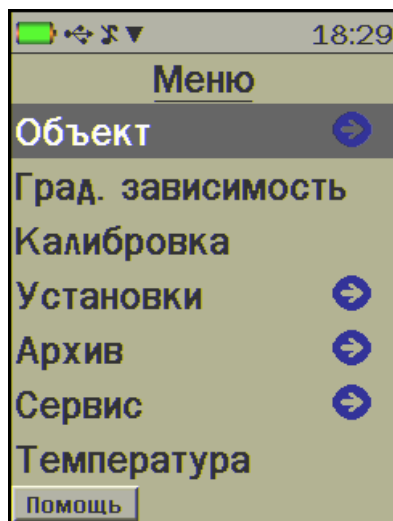 18:29
Меню
Объект
Град. зависимость
Калибровка
Установки
Архив
Сервис
Температура
Помощь